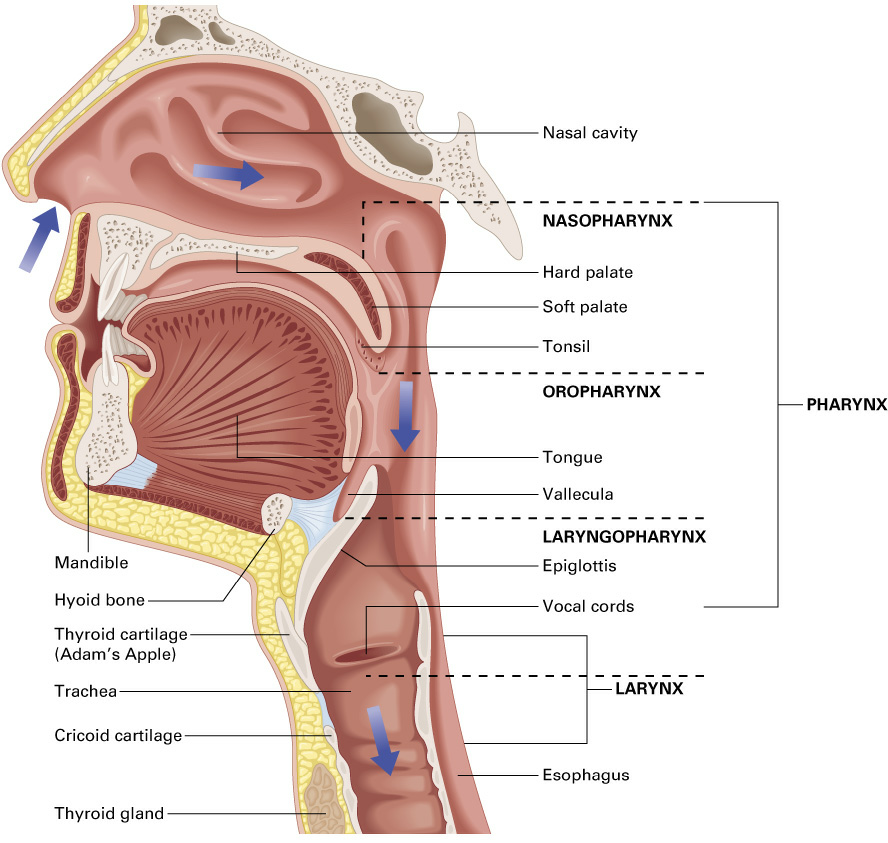 Nasal cavity
NASOPHARYNX
Hard palate
Soft palate
Tonsil
OROPHARYNX
PHARYNX
Tongue
Vallecula
LARYNGOPHARYNX
Epiglottis
Vocal cords
LARYNX
Esophagus
Mandible
Hyoid bone
Thyroid cartilage
(Adam's Apple)
Trachea
Cricoid cartilage
Thyroid gland